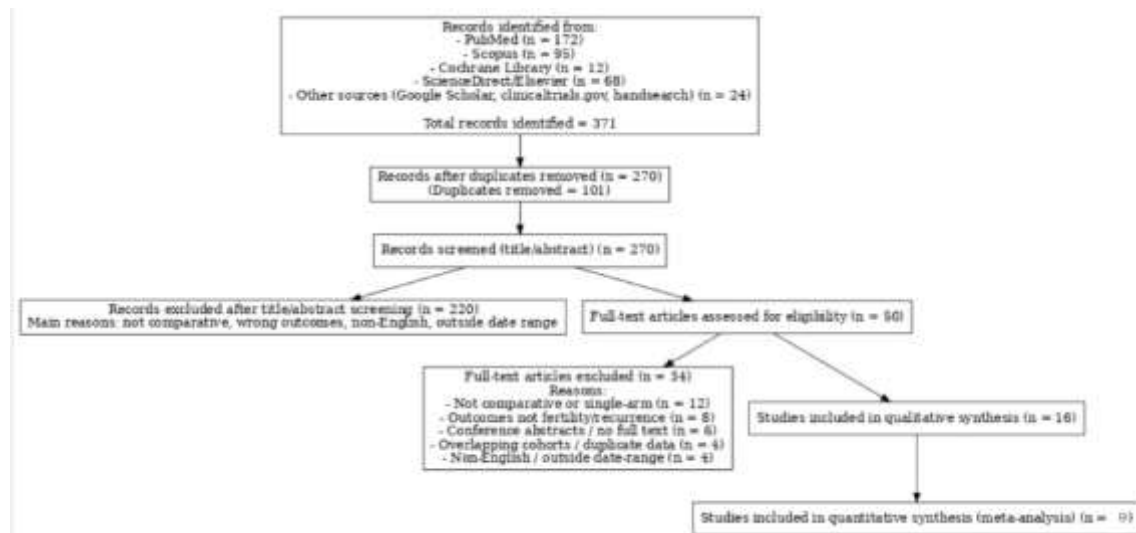 Records identified from:
- PubMed (n = 172)
- Scopus (n = 95)
- Cochrane Library (n = 12)
- ScienceDirect/Elsevier (n = 68)
- Other sources (Google Scholar, clinicaltrials.gov, handsearch) (n = 24)
Total records identified = 371
Records after duplicates removed (n = 270)
(Duplicates removed = 101)
Records screened (title/abstract) (n = 270)
Records excluded after title/abstract screening (n = 220)
Main reasons: not comparative, wrong outcomes, non-English, outside date range
Full-text articles assessed for eligibility (n = 50)
Full-text articles excluded (n = 34)
Reasons:
- Not comparative or single-arm (n = 12)
- Outcomes not fertility/recurrence (n = 8)
- Conference abstracts / no full text (n = 6)
- Overlapping cohorts / duplicate data (n = 4)
- Non-English / outside date-range (n = 4)
Studies included in qualitative synthesis (n = 16)
Studies included in quantitative synthesis (meta-analysis) (n = 9)